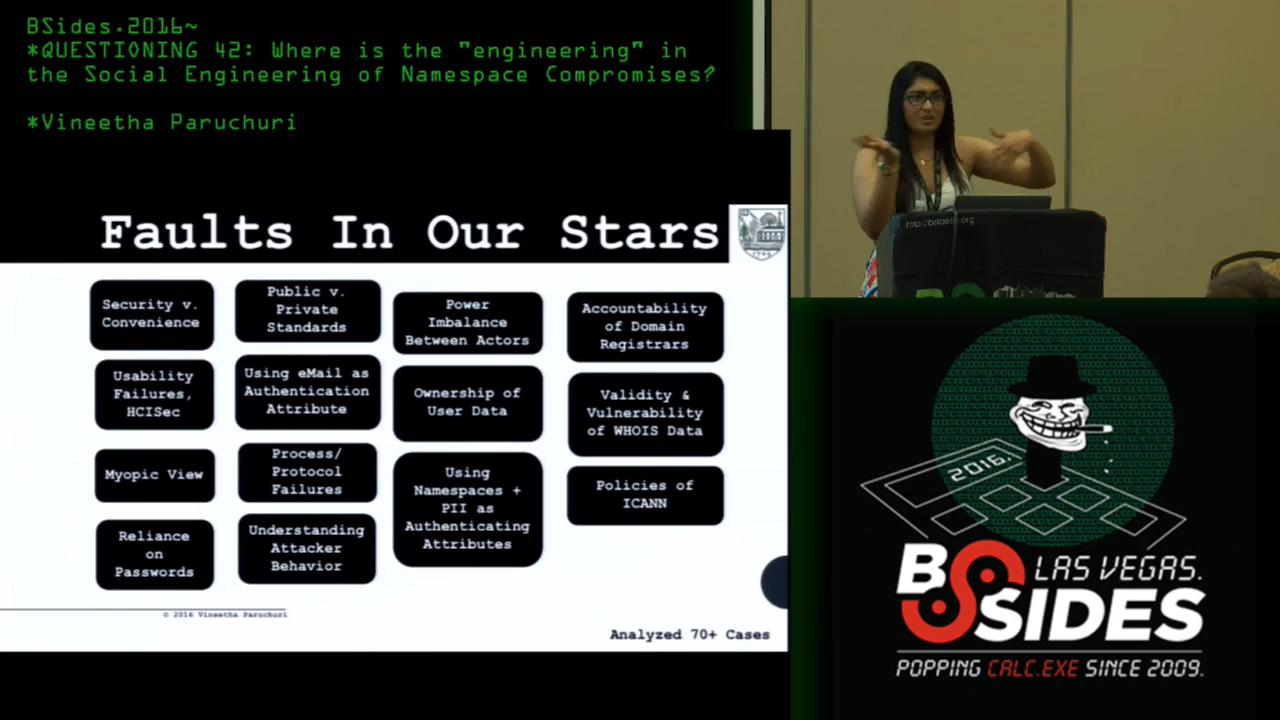 BSides.2016~
*QUESTIONING 42: Where is the "engineering" in
the Social Engineering of Namespace Compromises?
*Vineetha Paruchuri
Faults In Our Stars
Security v.
Convenience
Usability
Failures,
HCISec
Myopic View
Reliance
on
Passwords
Public v.
Private
Standards
Using eMail as
Authentication
Attribute
Process/
Protocol
Failures
Understanding
Attacker
Behavior
Power
Imbalance
Between Actors
Ownership of
User Data
Using
Namespaces +
PII as
Authenticating
Attributes
Accountability
of Domain
Registrars
Validity &
Vulnerability
of WHOIS Data
Policies of
ICANN
© 2016 Vineetha Paruchuri
Analyzed 70+ Cases
2016.
BSIDES
LAS VEGAS.
POPPING CALC.EXE SINCE 2009.